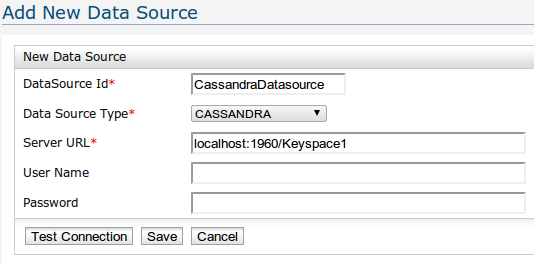 Add New Data Source
New Data Source
DataSource Id* CassandraDatasource
Data Source Type* CASSANDRA
Server URL* localhost:1960/Keyspace1
User Name
Password
Test Connection Save Cancel